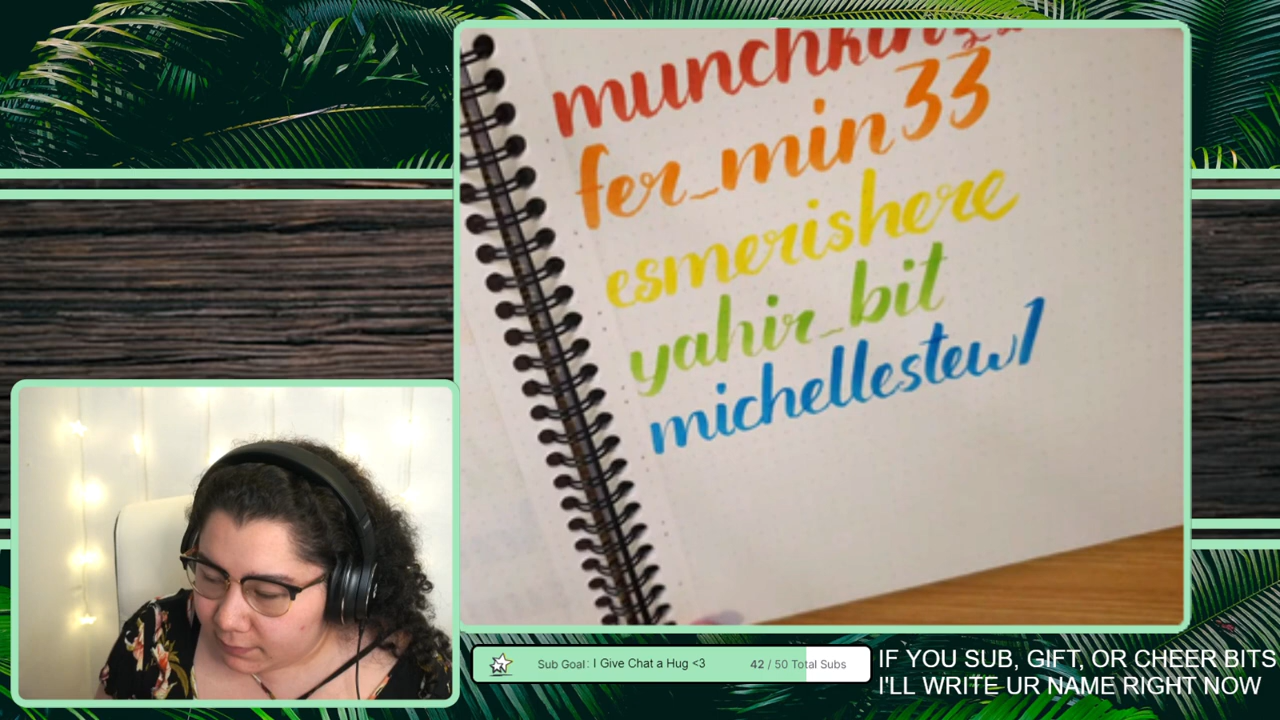 fer_min33
esmerishere
yahir_bit
michellestew1
Sub Goal: I Give Chat a Hug <3 42 / 50 Total Subs
IF YOU SUB, GIFT, OR CHEER BITS
I'LL WRITE UR NAME RIGHT NOW